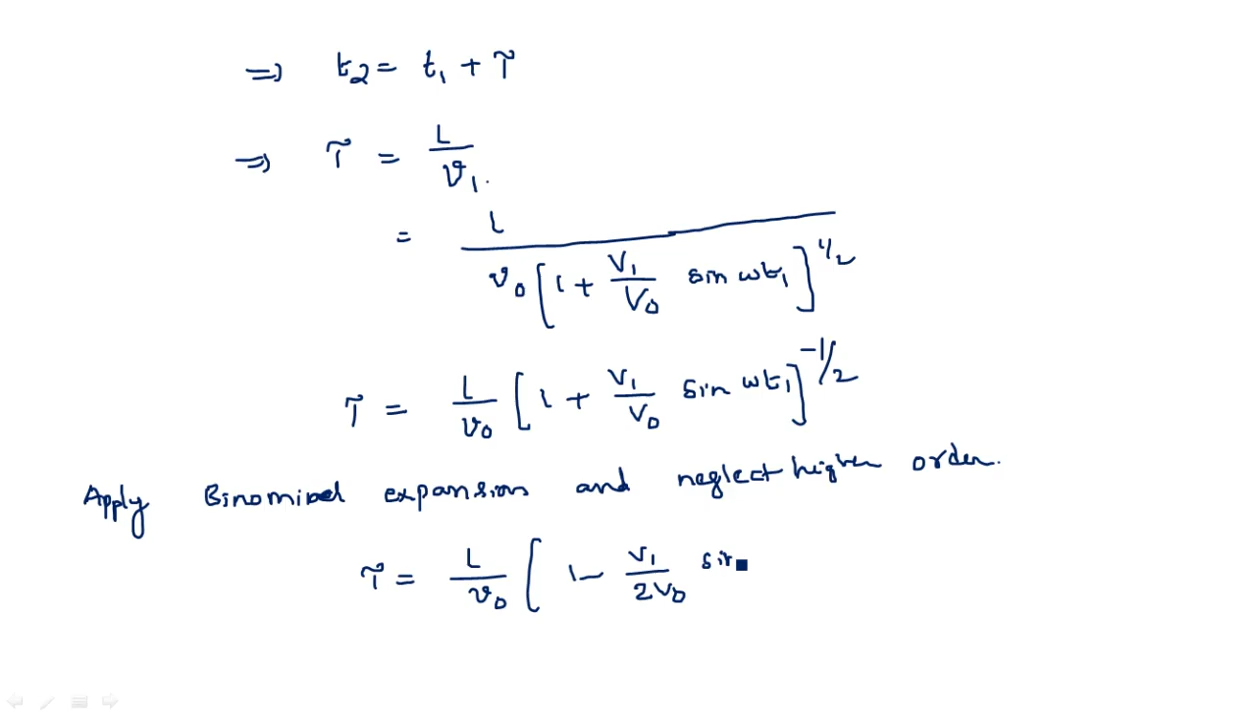 ⇒ t₂ = t₁ + τ
⇒ τ = L / v₁.
= L / v₀ [1 + V₁/V₀ sin ωt₁]^1/2
τ = L/v₀ [1 + V₁/V₀ sin ωt₁]^-1/2
Apply Binomial expansion and neglect higher order.
τ = L/v₀ [1 - V₁/2V₀ sin